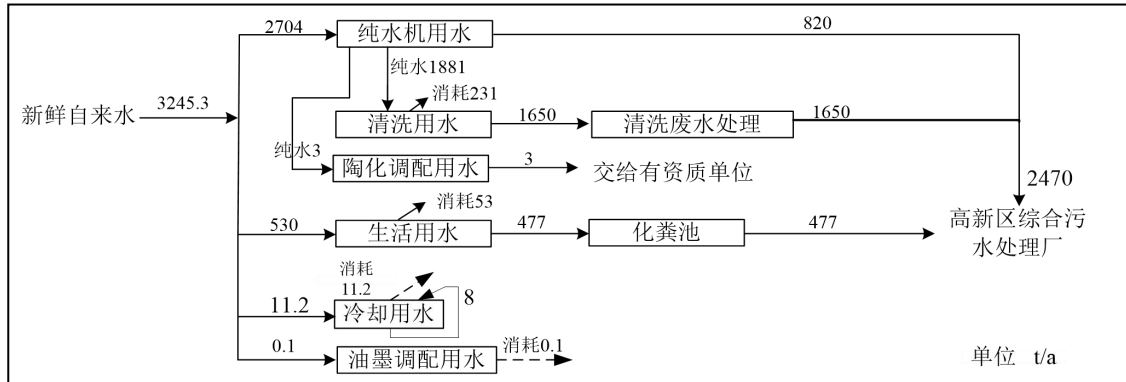 2704
纯水机用水
820
纯水1881
消耗231
新鲜自来水
3245.3
清洗用水
1650
清洗废水处理
1650
纯水3
陶化调配用水
3
交给有资质单位
2470
消耗53
530
生活用水
477
化粪池
477
高新区综合污
水处理厂
消耗
11.2
8
11.2
冷却用水
0.1
油墨调配用水
消耗0.1
单位 t/a